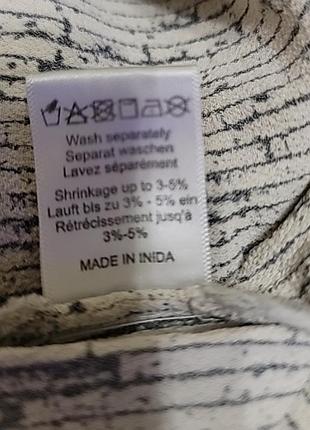 Wash separately
Separat waschen
Lavez séparément
Shrinkage up to 3-5%
Lauft bis zu 3% - 5% ein
Rétrécissement jusq'à
3%-5%
MADE IN INIDA